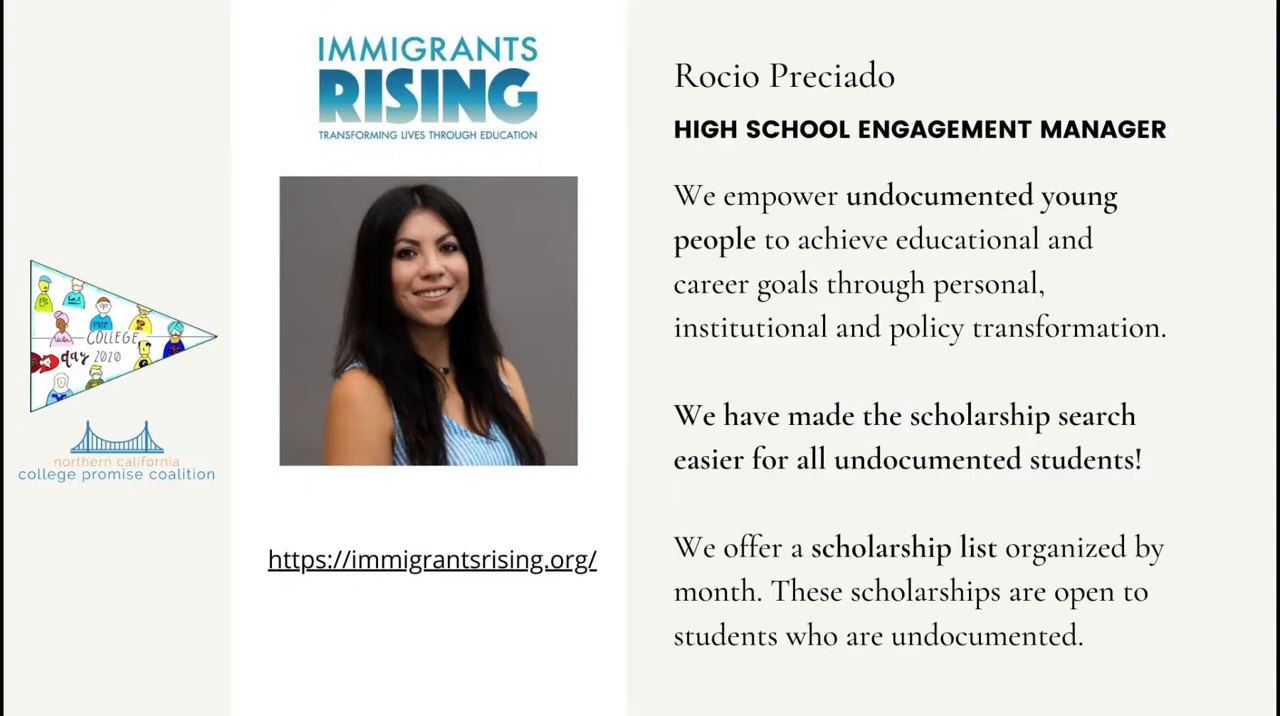 IMMIGRANTS
RISING
TRANSFORMING LIVES THROUGH EDUCATION
COLLEGE
day 2020
northern california
college promise coalition
https://immigrantsrising.org/
Rocio Preciado
HIGH SCHOOL ENGAGEMENT MANAGER
We empower undocumented young
people to achieve educational and
career goals through personal,
institutional and policy transformation.
We have made the scholarship search
easier for all undocumented students!
We offer a scholarship list organized by
month. These scholarships are open to
students who are undocumented.